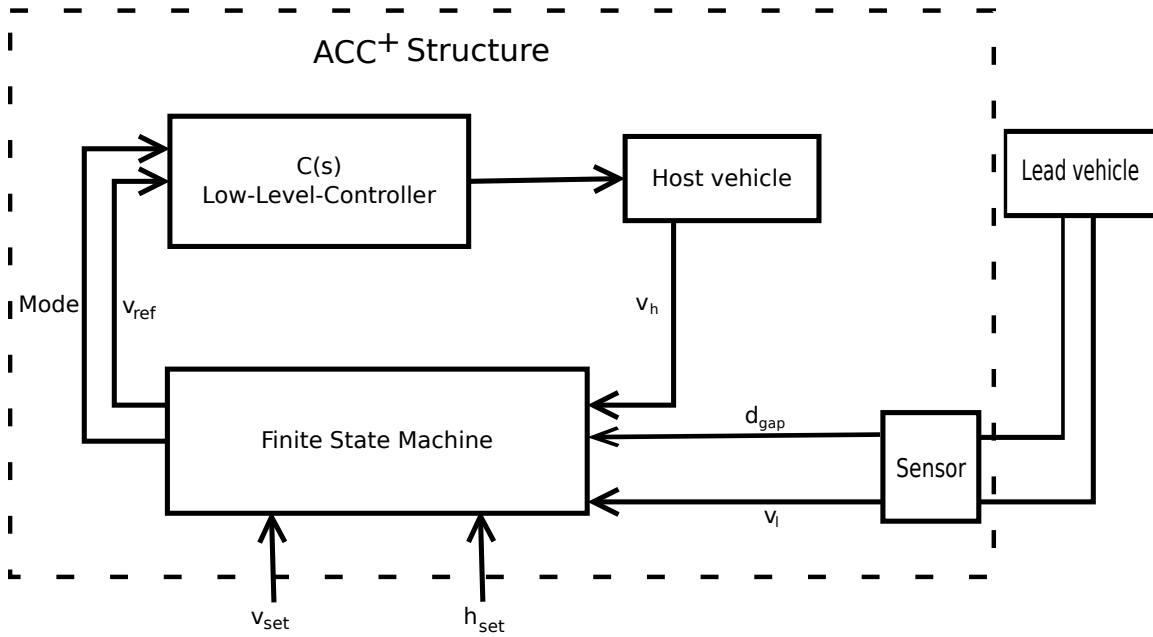 ACC+ Structure
C(s)
Low-Level-Controller
Host vehicle
Lead vehicle
Mode
vref
vh
Finite State Machine
dgap
Sensor
vl
vset
hset